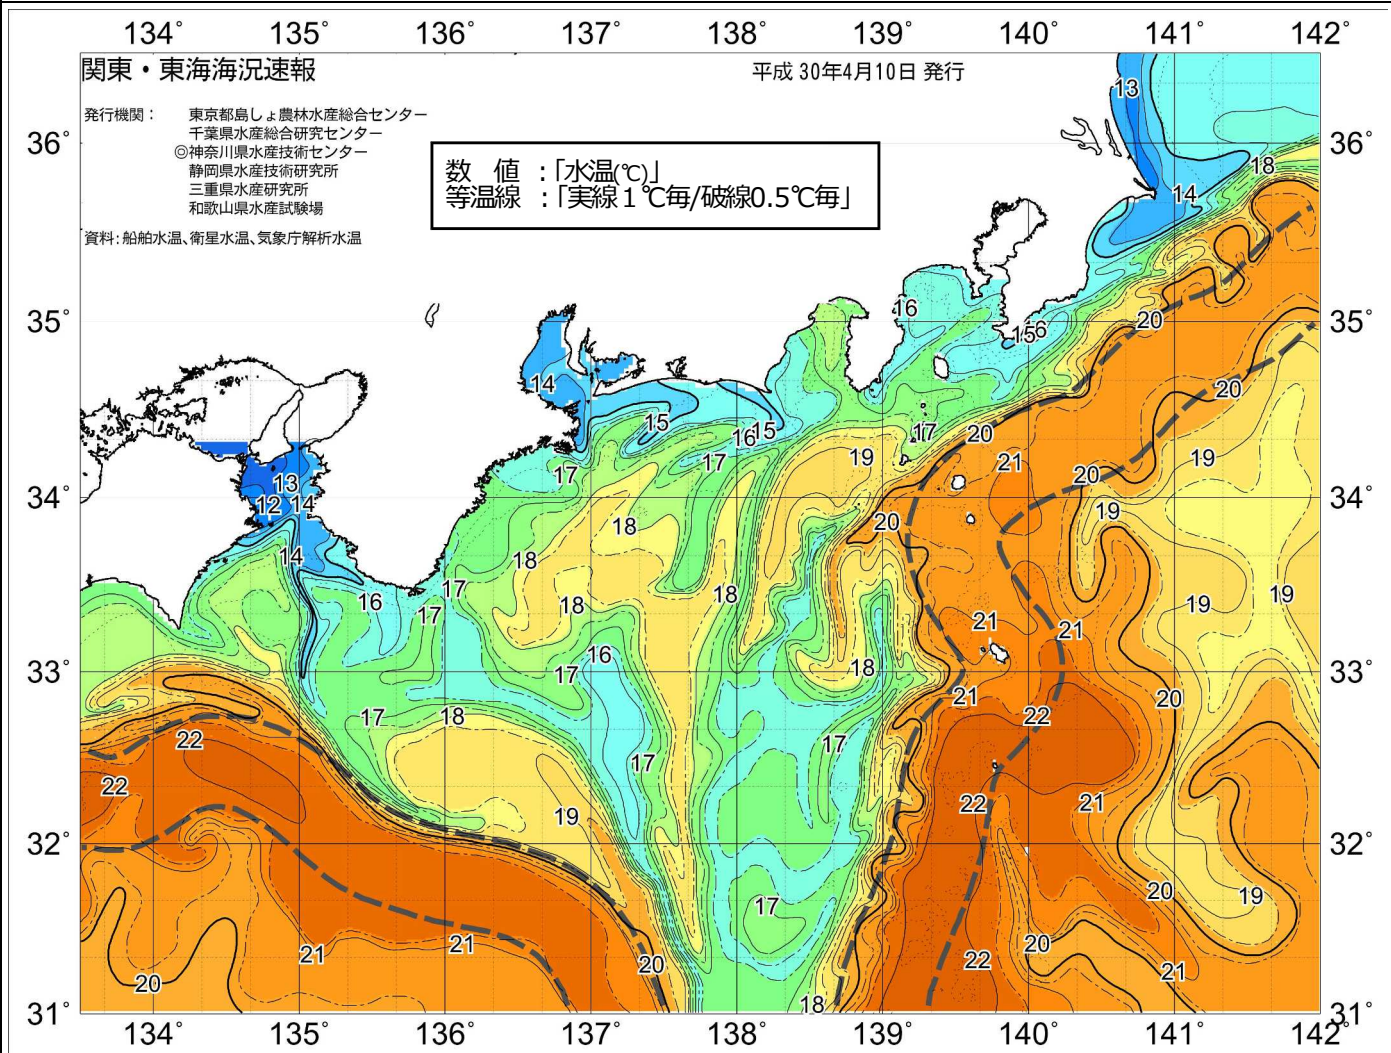 134° 135° 136° 137° 138° 139° 140° 141° 142°
関東・東海海況速報
平成 30年4月10日 発行
発行機関： 東京都島しょ農林水産総合センター
千葉県水産総合研究センター
◎神奈川県水産技術センター
静岡県水産技術研究所
三重県水産研究所
和歌山県水産試験場
資料：船舶水温、衛星水温、気象庁解析水温
数 値 ：「水温(℃)」
等温線 ：「実線１℃毎/破線0.5℃毎」
13
36° 36°
18
14
16
35° 35°
15 16
20
14
20
15 16 15 17 20
17 17 19 21 19
13 20
34° 34°
12 14 18 20 19
14 18
17 18 19 19
16 17 18 21 21
16
33° 33°
17 18 21 20
17 18 22
22 17 17
22 19 22 21
32° 32°
17 20 19
21 21 20 20
20 22 21
18
31° 31°
134° 135° 136° 137° 138° 139° 140° 141° 142°